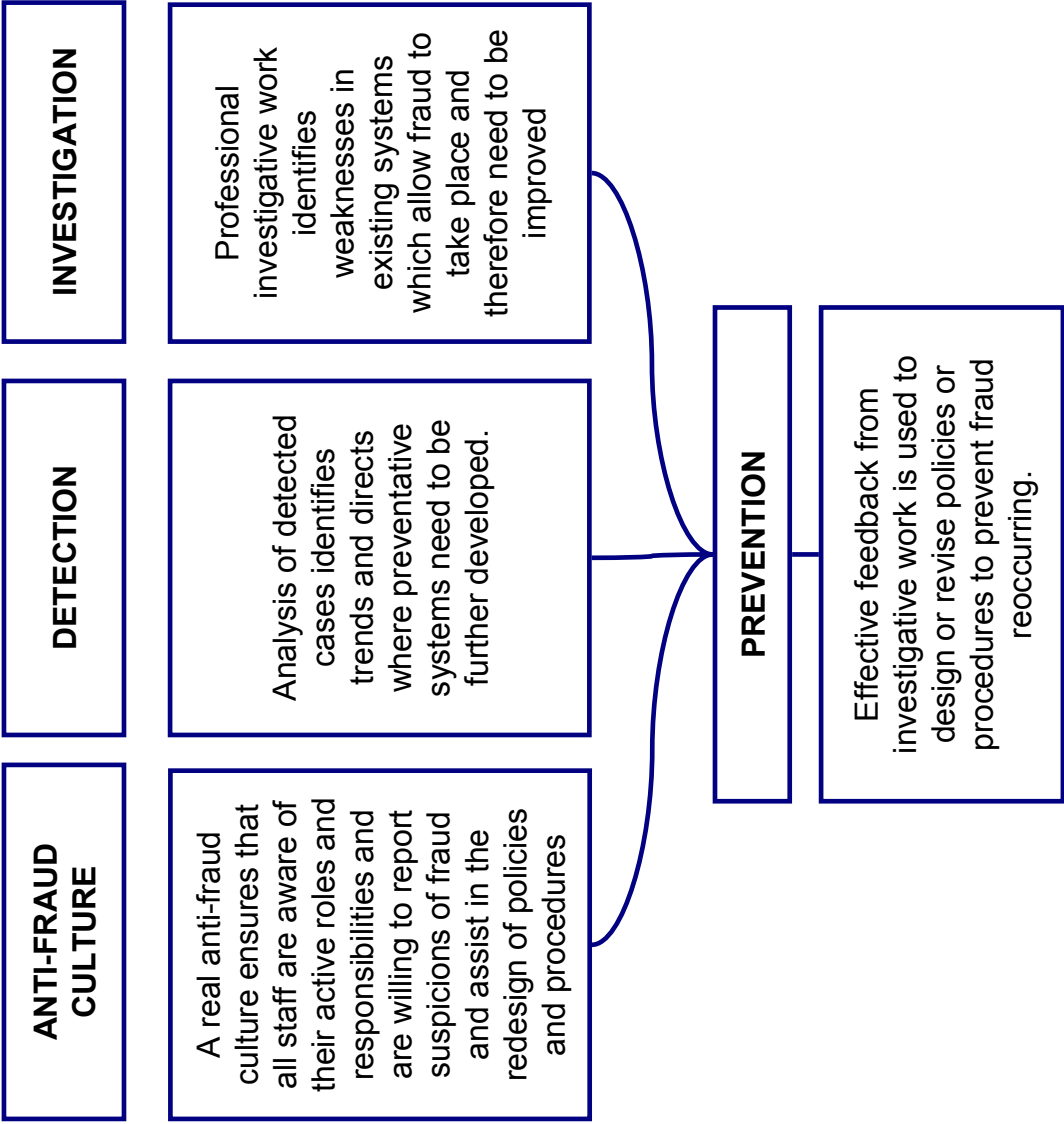 ANTI-FRAUD
CULTURE
A real anti-fraud
culture ensures that
all staff are aware of
their active roles and
responsibilities and
are willing to report
suspicions of fraud
and assist in the
redesign of policies
and procedures
DETECTION
Analysis of detected
cases identifies
trends and directs
where preventative
systems need to be
further developed.
INVESTIGATION
Professional
investigative work
identifies
weaknesses in
existing systems
which allow fraud to
take place and
therefore need to be
improved
PREVENTION
Effective feedback from
investigative work is used to
design or revise policies or
procedures to prevent fraud
reoccurring.